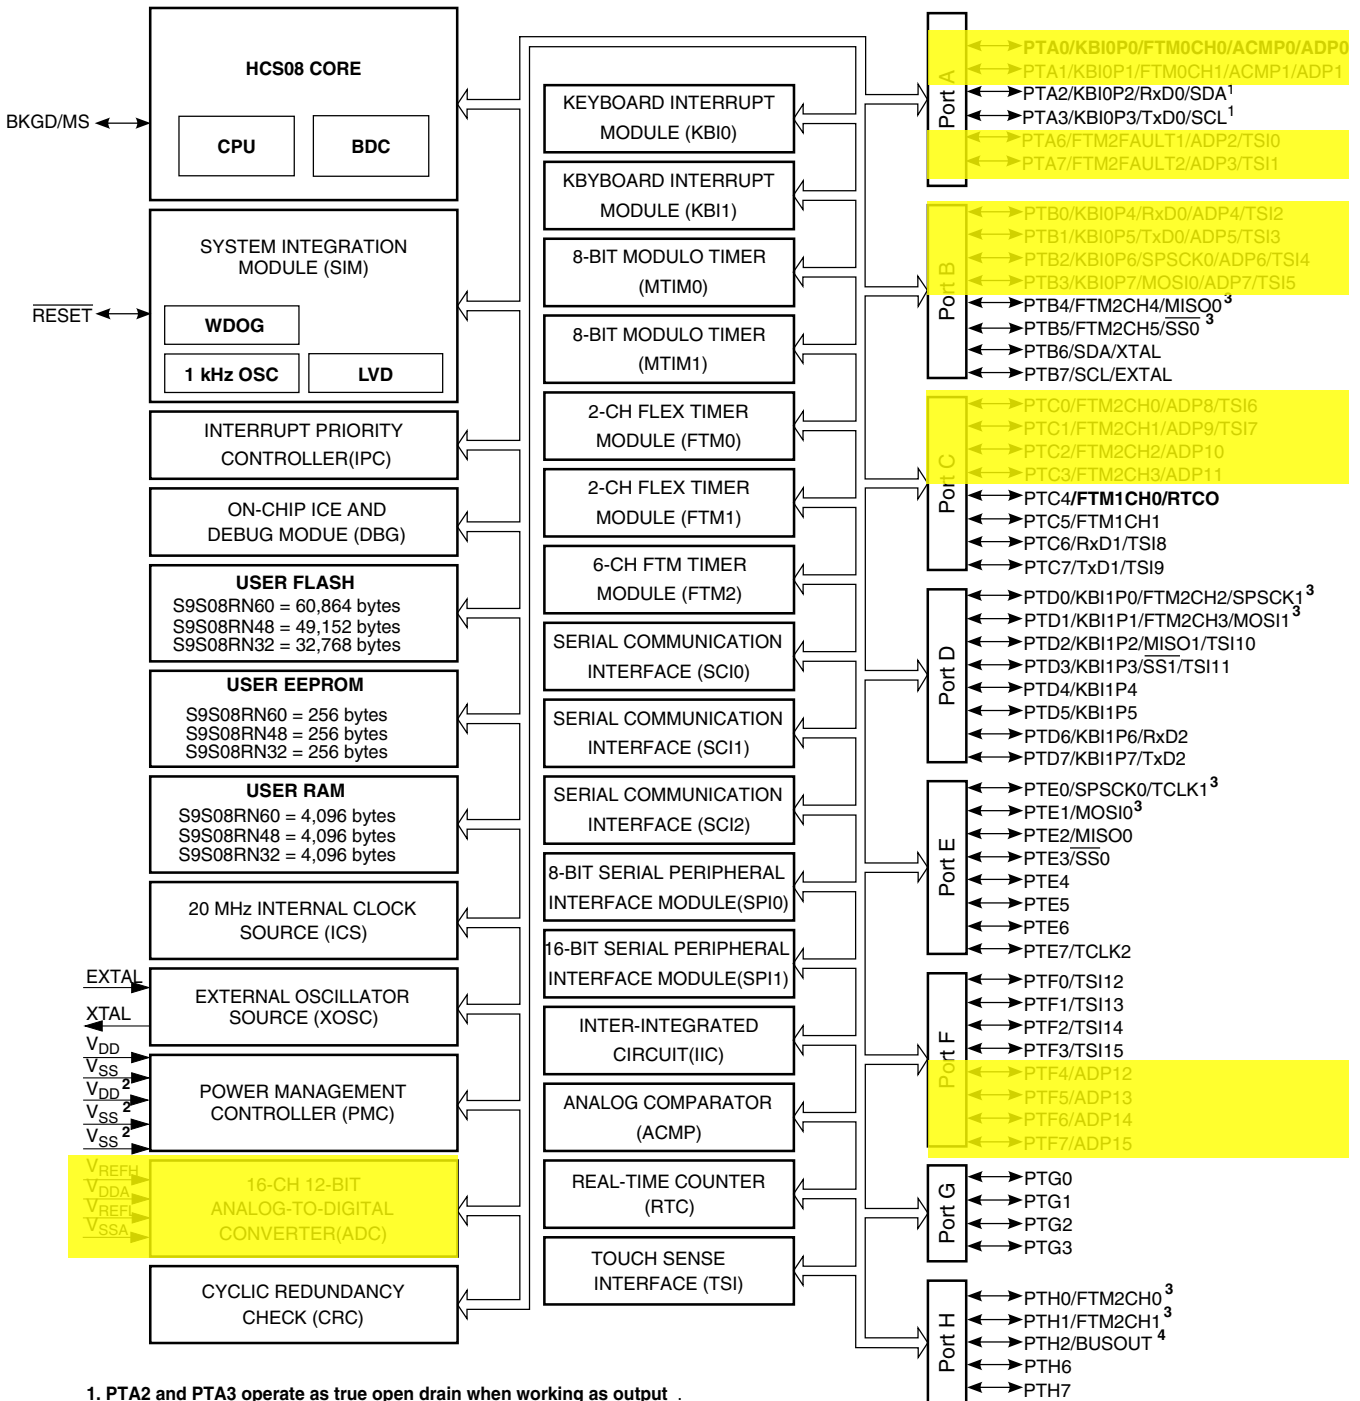 HCS08 CORE
CPU
BDC
BKGD/MS
SYSTEM INTEGRATION
MODULE (SIM)
RESET
WDOG
1 kHz OSC
LVD
INTERRUPT PRIORITY
CONTROLLER(IPC)
ON-CHIP ICE AND
DEBUG MODUE (DBG)
USER FLASH
S9S08RN60 = 60,864 bytes
S9S08RN48 = 49,152 bytes
S9S08RN32 = 32,768 bytes
USER EEPROM
S9S08RN60 = 256 bytes
S9S08RN48 = 256 bytes
S9S08RN32 = 256 bytes
USER RAM
S9S08RN60 = 4,096 bytes
S9S08RN48 = 4,096 bytes
S9S08RN32 = 4,096 bytes
20 MHz INTERNAL CLOCK
SOURCE (ICS)
EXTAL
XTAL
EXTERNAL OSCILLATOR
SOURCE (XOSC)
VDD
VSS
VDD 2
VSS 2
VSS 2
POWER MANAGEMENT
CONTROLLER (PMC)
VREFH
VDDA
VREFL
VSSA
16-CH 12-BIT
ANALOG-TO-DIGITAL
CONVERTER(ADC)
CYCLIC REDUNDANCY
CHECK (CRC)
KEYBOARD INTERRUPT
MODULE (KBI0)
KBYBOARD INTERRUPT
MODULE (KBI1)
8-BIT MODULO TIMER
(MTIM0)
8-BIT MODULO TIMER
(MTIM1)
2-CH FLEX TIMER
MODULE (FTM0)
2-CH FLEX TIMER
MODULE (FTM1)
6-CH FTM TIMER
MODULE (FTM2)
SERIAL COMMUNICATION
INTERFACE (SCI0)
SERIAL COMMUNICATION
INTERFACE (SCI1)
SERIAL COMMUNICATION
INTERFACE (SCI2)
8-BIT SERIAL PERIPHERAL
INTERFACE MODULE(SPI0)
16-BIT SERIAL PERIPHERAL
INTERFACE MODULE(SPI1)
INTER-INTEGRATED
CIRCUIT(IIC)
ANALOG COMPARATOR
(ACMP)
REAL-TIME COUNTER
(RTC)
TOUCH SENSE
INTERFACE (TSI)
Port A
PTA0/KBI0P0/FTM0CH0/ACMP0/ADP0
PTA1/KBI0P1/FTM0CH1/ACMP1/ADP1
PTA2/KBI0P2/RxD0/SDA1
PTA3/KBI0P3/TxD0/SCL1
PTA6/FTM2FAULT1/ADP2/TSI0
PTA7/FTM2FAULT2/ADP3/TSI1
Port B
PTB0/KBI0P4/RxD0/ADP4/TSI2
PTB1/KBI0P5/TxD0/ADP5/TSI3
PTB2/KBI0P6/SPSCK0/ADP6/TSI4
PTB3/KBI0P7/MOSI0/ADP7/TSI5
PTB4/FTM2CH4/MISO0 3
PTB5/FTM2CH5/SS0 3
PTB6/SDA/XTAL
PTB7/SCL/EXTAL
Port C
PTC0/FTM2CH0/ADP8/TSI6
PTC1/FTM2CH1/ADP9/TSI7
PTC2/FTM2CH2/ADP10
PTC3/FTM2CH3/ADP11
PTC4/FTM1CH0/RTCO
PTC5/FTM1CH1
PTC6/RxD1/TSI8
PTC7/TxD1/TSI9
Port D
PTD0/KBI1P0/FTM2CH2/SPSCK1 3
PTD1/KBI1P1/FTM2CH3/MOSI1 3
PTD2/KBI1P2/MISO1/TSI10
PTD3/KBI1P3/SS1/TSI11
PTD4/KBI1P4
PTD5/KBI1P5
PTD6/KBI1P6/RxD2
PTD7/KBI1P7/TxD2
Port E
PTE0/SPSCK0/TCLK1 3
PTE1/MOSI0 3
PTE2/MISO0
PTE3/SS0
PTE4
PTE5
PTE6
PTE7/TCLK2
Port F
PTF0/TSI12
PTF1/TSI13
PTF2/TSI14
PTF3/TSI15
PTF4/ADP12
PTF5/ADP13
PTF6/ADP14
PTF7/ADP15
Port G
PTG0
PTG1
PTG2
PTG3
Port H
PTH0/FTM2CH0 3
PTH1/FTM2CH1 3
PTH2/BUSOUT 4
PTH6
PTH7
1. PTA2 and PTA3 operate as true open drain when working as output .